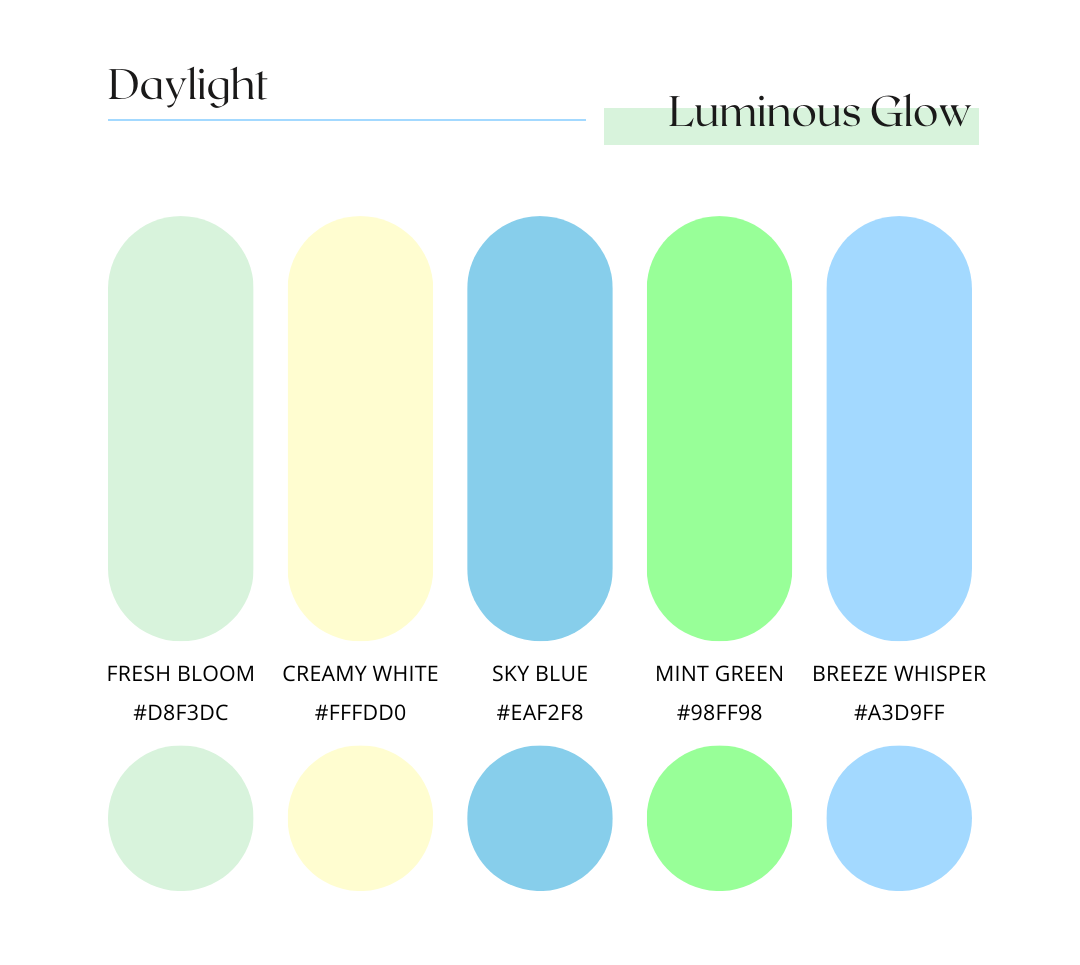 Daylight
Luminous Glow
FRESH BLOOM
#D8F3DC
CREAMY WHITE
#FFFDD0
SKY BLUE
#EAF2F8
MINT GREEN
#98FF98
BREEZE WHISPER
#A3D9FF